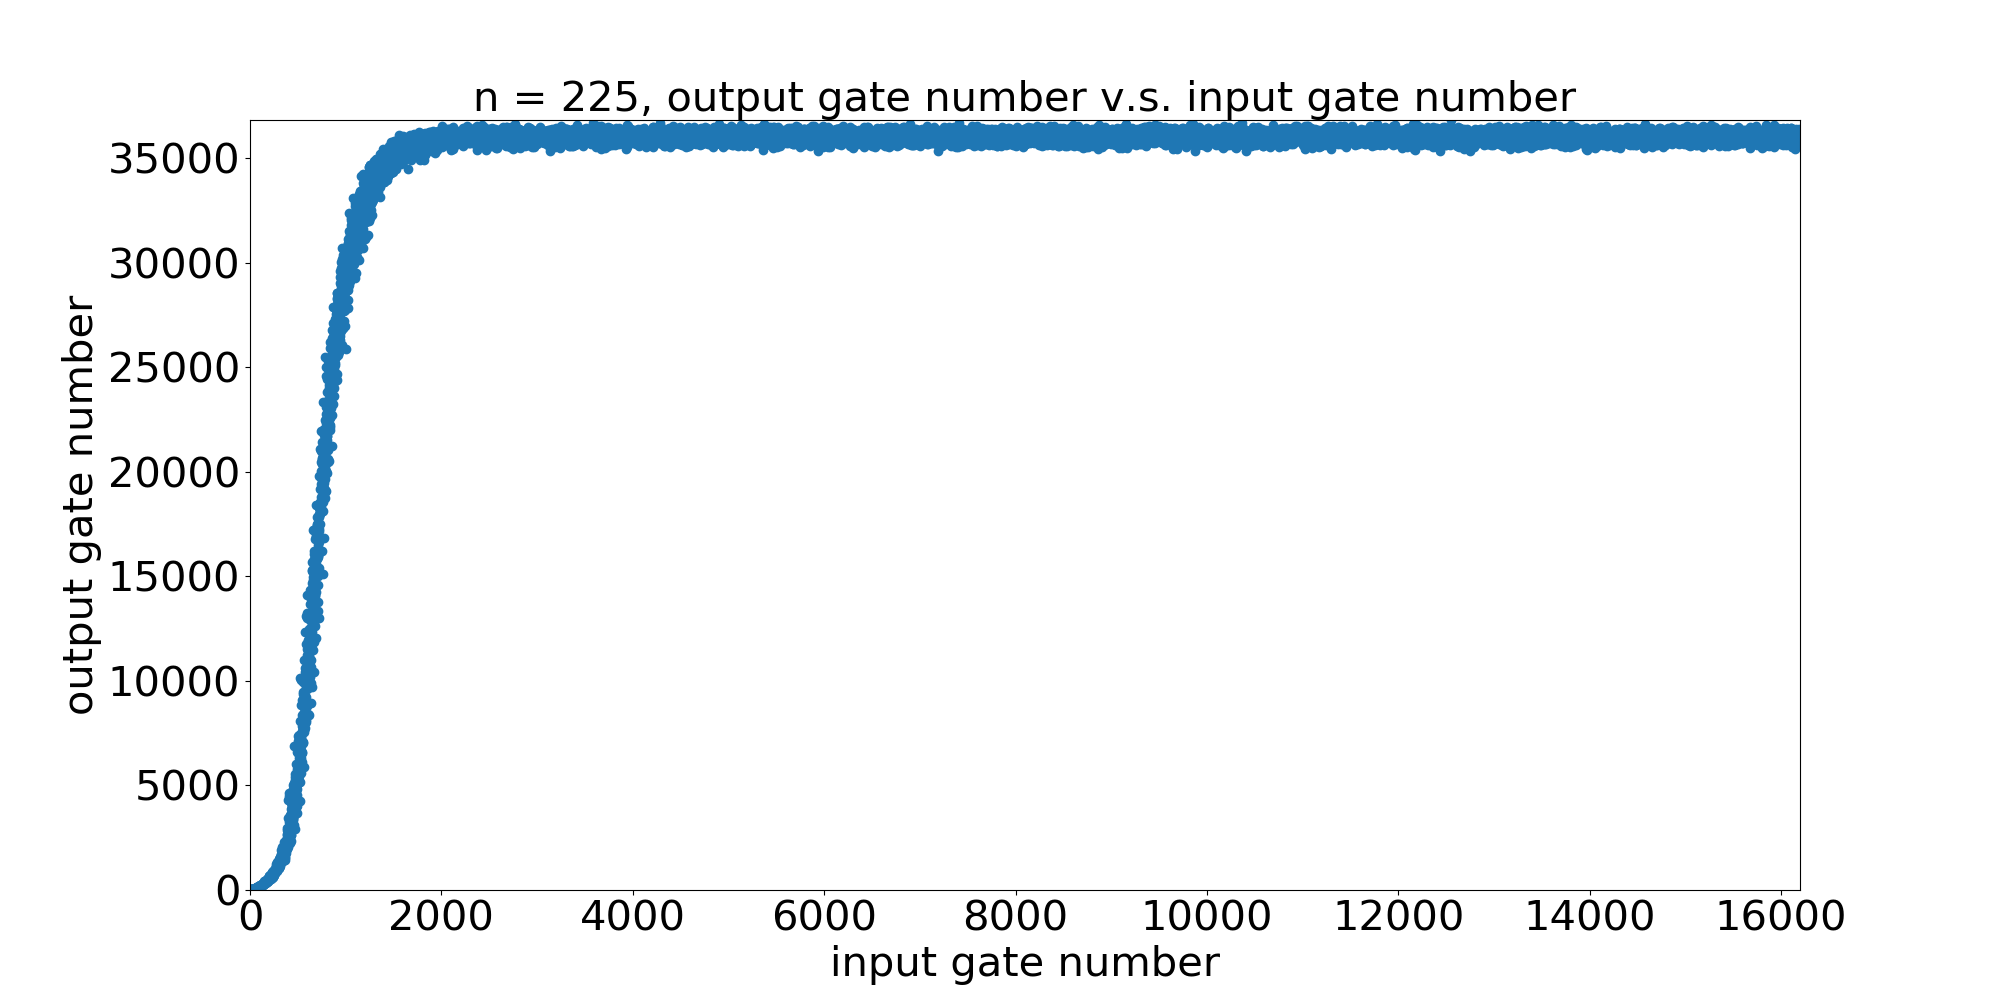 n = 225, output gate number v.s. input gate number
35000
30000
25000
20000
15000
10000
5000
0
output gate number
0 2000 4000 6000 8000 10000 12000 14000 16000
input gate number